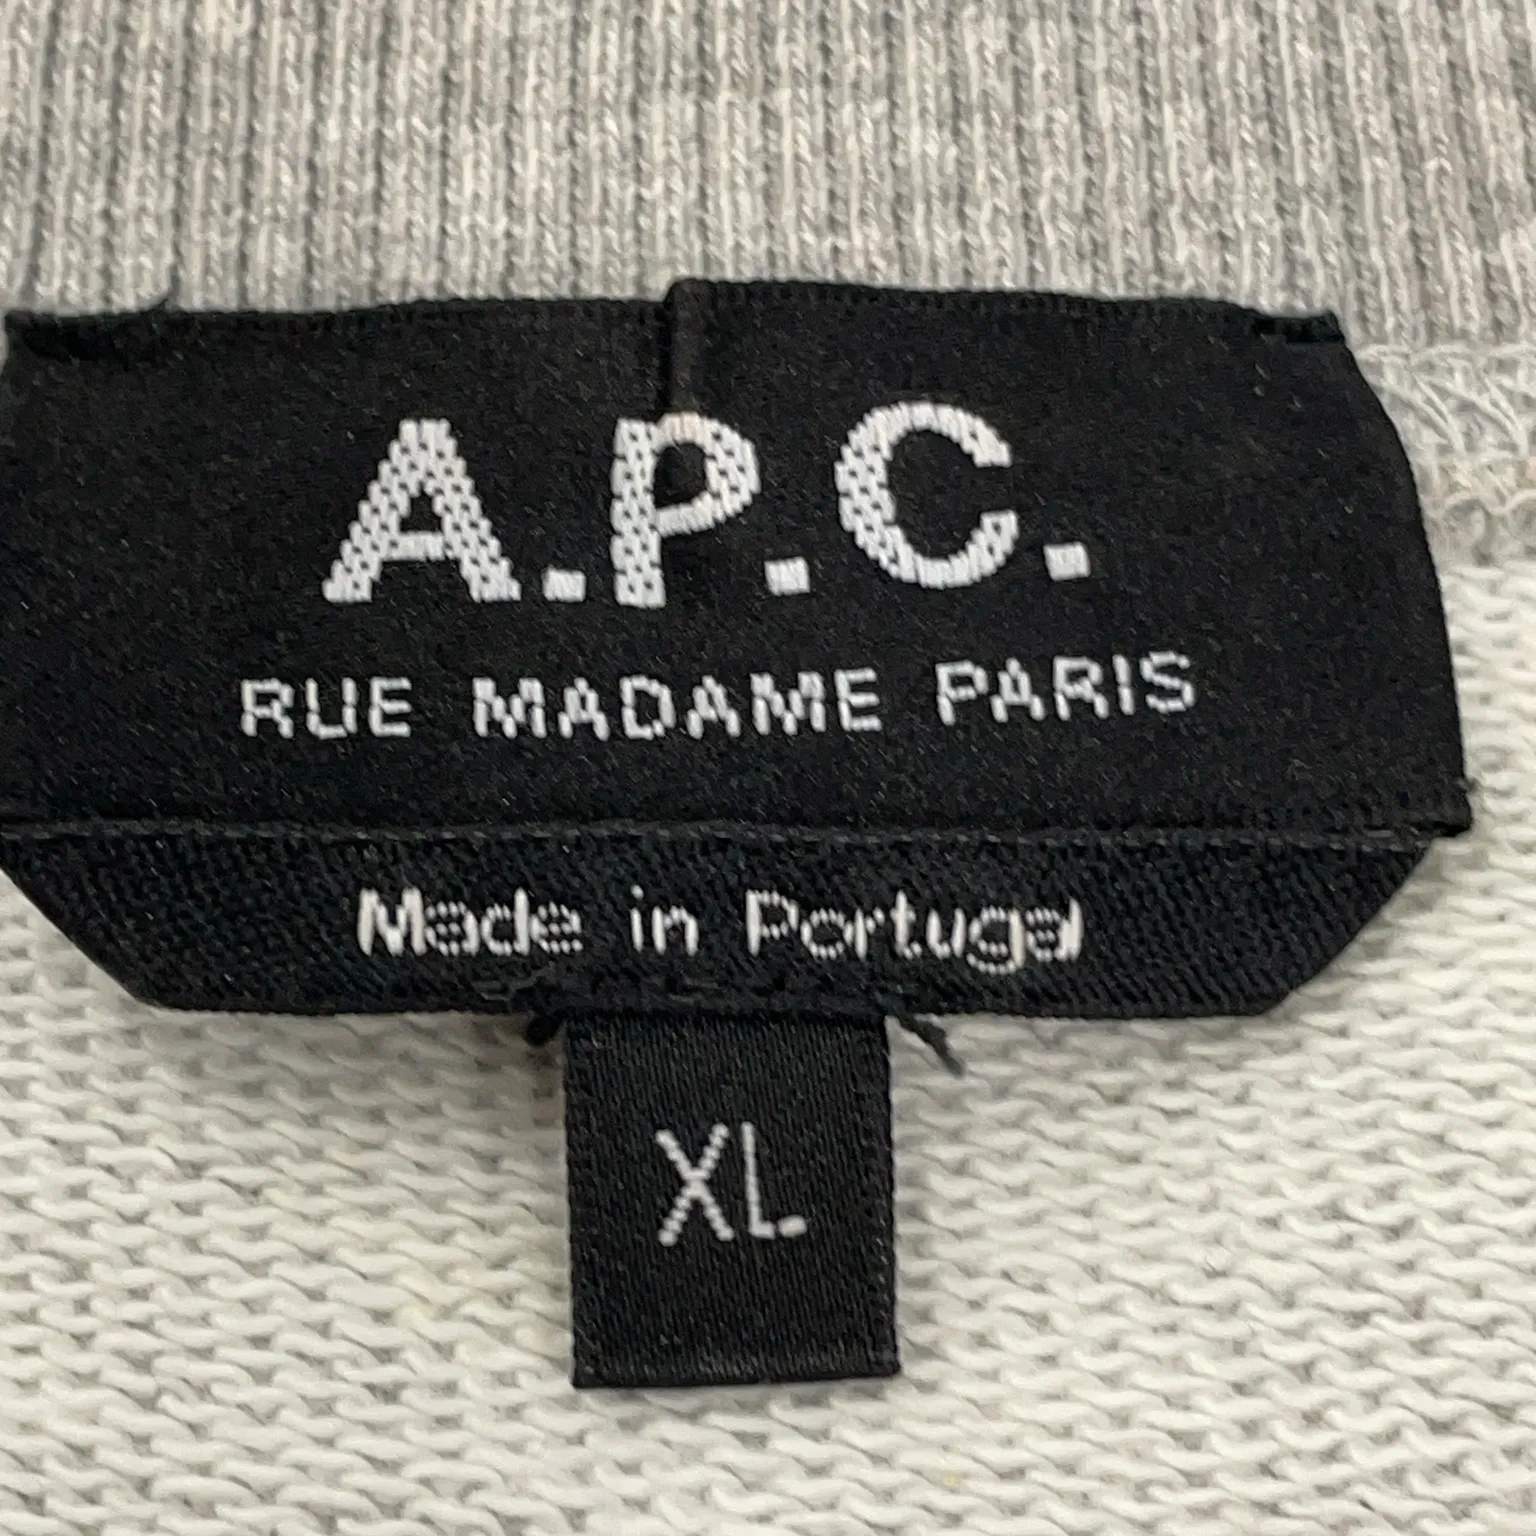 A.P.C.
RUE MADAME PARIS
Made in Portugal
XL